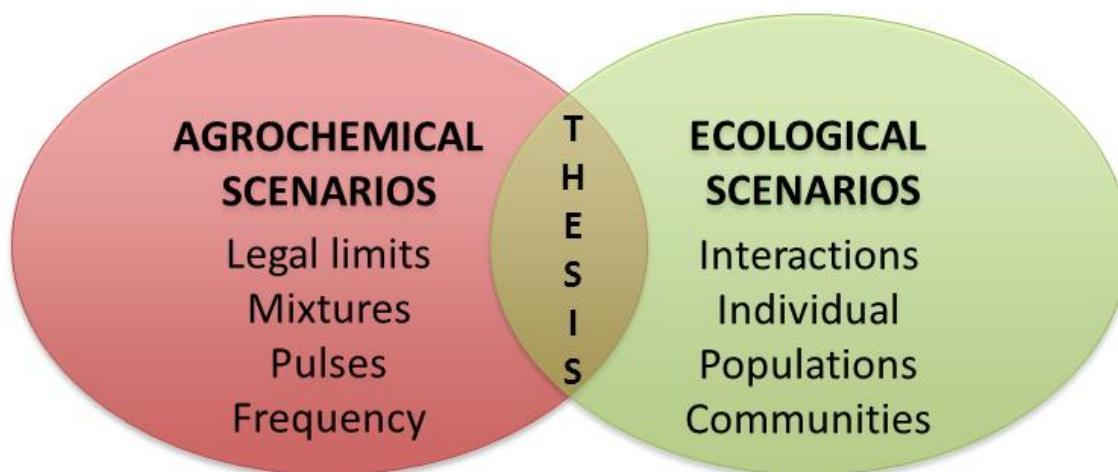 AGROCHEMICAL
SCENARIOS
Legal limits
Mixtures
Pulses
Frequency
T
H
E
S
I
S
ECOLOGICAL
SCENARIOS
Interactions
Individual
Populations
Communities